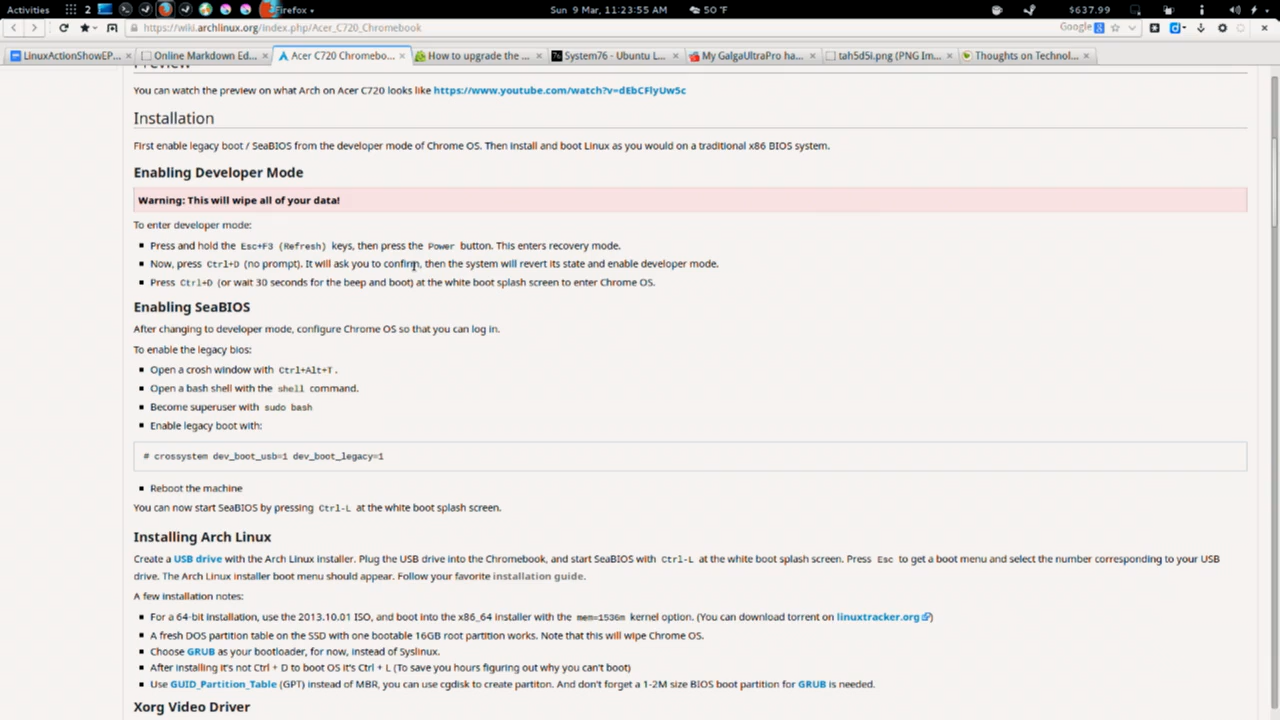 Activities 2 Firefox Sun 9 Mar, 11:23:55 AM 50 °F $637.99
https://wiki.archlinux.org/index.php/Acer_C720_Chromebook Google
LinuxActionShowEP... Online Markdown Ed... Acer C720 Chromebo... How to upgrade the ... System76 - Ubuntu L... My GalgaUltraPro ha... tah5d5i.png (PNG Im... Thoughts on Technol...
Preview
You can watch the preview on what Arch on Acer C720 looks like https://www.youtube.com/watch?v=dEbCFlyUw5c
Installation
First enable legacy boot / SeaBIOS from the developer mode of Chrome OS. Then install and boot Linux as you would on a traditional x86 BIOS system.
Enabling Developer Mode
Warning: This will wipe all of your data!
To enter developer mode:
Press and hold the Esc+F3 (Refresh) keys, then press the Power button. This enters recovery mode.
Now, press Ctrl+D (no prompt). It will ask you to confirm, then the system will revert its state and enable developer mode.
Press Ctrl+D (or wait 30 seconds for the beep and boot) at the white boot splash screen to enter Chrome OS.
Enabling SeaBIOS
After changing to developer mode, configure Chrome OS so that you can log in.
To enable the legacy bios:
Open a crosh window with Ctrl+Alt+T.
Open a bash shell with the shell command.
Become superuser with sudo bash
Enable legacy boot with:
# crossystem dev_boot_usb=1 dev_boot_legacy=1
Reboot the machine
You can now start SeaBIOS by pressing Ctrl-L at the white boot splash screen.
Installing Arch Linux
Create a USB drive with the Arch Linux installer. Plug the USB drive into the Chromebook, and start SeaBIOS with Ctrl-L at the white boot splash screen. Press Esc to get a boot menu and select the number corresponding to your USB
drive. The Arch Linux installer boot menu should appear. Follow your favorite installation guide.
A few installation notes:
For a 64-bit installation, use the 2013.10.01 ISO, and boot into the x86_64 installer with the mem=1536m kernel option. (You can download torrent on linuxtracker.org)
A fresh DOS partition table on the SSD with one bootable 16GB root partition works. Note that this will wipe Chrome OS.
Choose GRUB as your bootloader, for now, instead of Syslinux.
After installing it's not Ctrl + D to boot OS it's Ctrl + L (To save you hours figuring out why you can't boot)
Use GUID_Partition_Table (GPT) instead of MBR, you can use cgdisk to create partiton. And don't forget a 1-2M size BIOS boot partition for GRUB is needed.
Xorg Video Driver